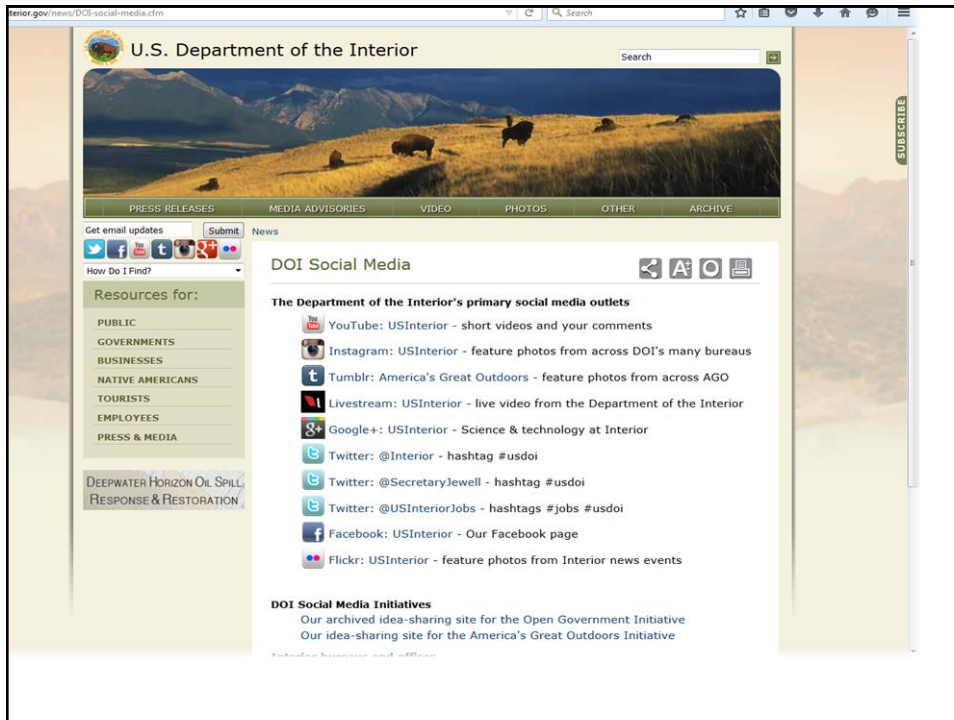 terior.gov/news/DOI-social-media.cfm
Search
U.S. Department of the Interior
Search
SUBSCRIBE
PRESS RELEASES MEDIA ADVISORIES VIDEO PHOTOS OTHER ARCHIVE
Get email updates Submit
News
You Tube
How Do I Find?
Resources for:
PUBLIC
GOVERNMENTS
BUSINESSES
NATIVE AMERICANS
TOURISTS
EMPLOYEES
PRESS & MEDIA
DEEPWATER HORIZON OIL SPILL
RESPONSE & RESTORATION
DOI Social Media
The Department of the Interior's primary social media outlets
YouTube: USInterior - short videos and your comments
Instagram: USInterior - feature photos from across DOI's many bureaus
Tumblr: America's Great Outdoors - feature photos from across AGO
Livestream: USInterior - live video from the Department of the Interior
Google+: USInterior - Science & technology at Interior
Twitter: @Interior - hashtag #usdoi
Twitter: @SecretaryJewell - hashtag #usdoi
Twitter: @USInteriorJobs - hashtags #jobs #usdoi
Facebook: USInterior - Our Facebook page
Flickr: USInterior - feature photos from Interior news events
DOI Social Media Initiatives
Our archived idea-sharing site for the Open Government Initiative
Our idea-sharing site for the America's Great Outdoors Initiative
Interior bureaus and offices